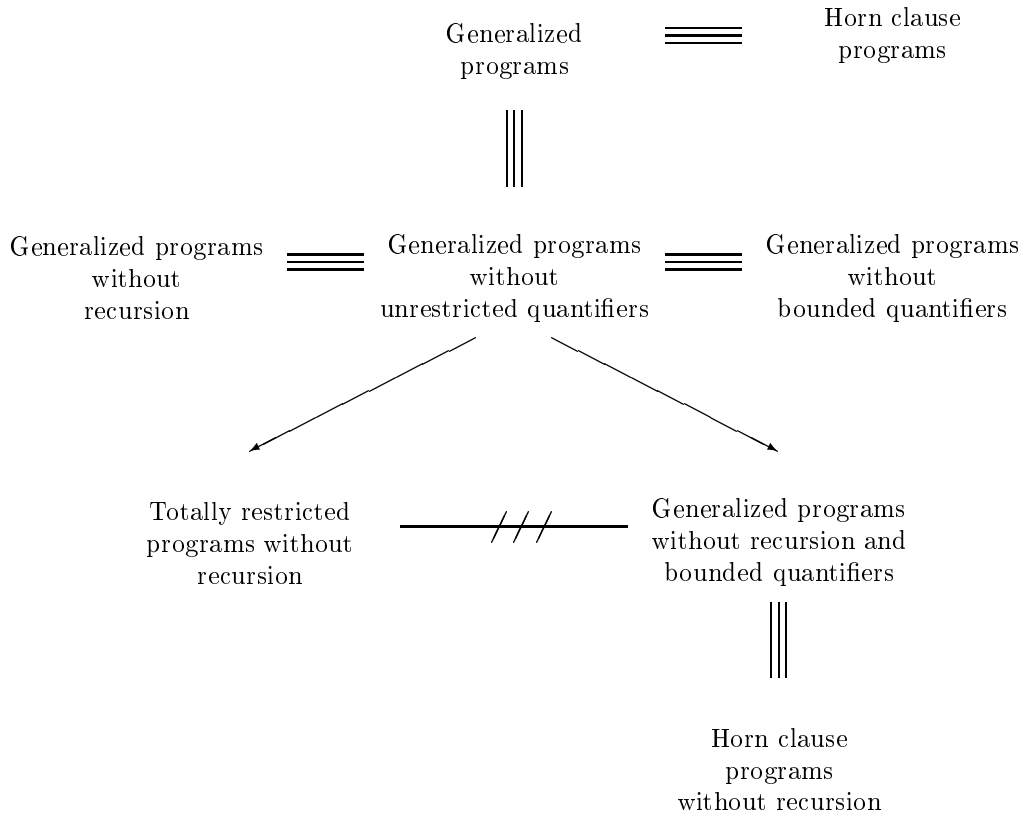 Generalized
programs
Horn clause
programs
Generalized programs
without
recursion
Generalized programs
without
unrestricted quantifiers
Generalized programs
without
bounded quantifiers
Totally restricted
programs without
recursion
Generalized programs
without recursion and
bounded quantifiers
Horn clause
programs
without recursion